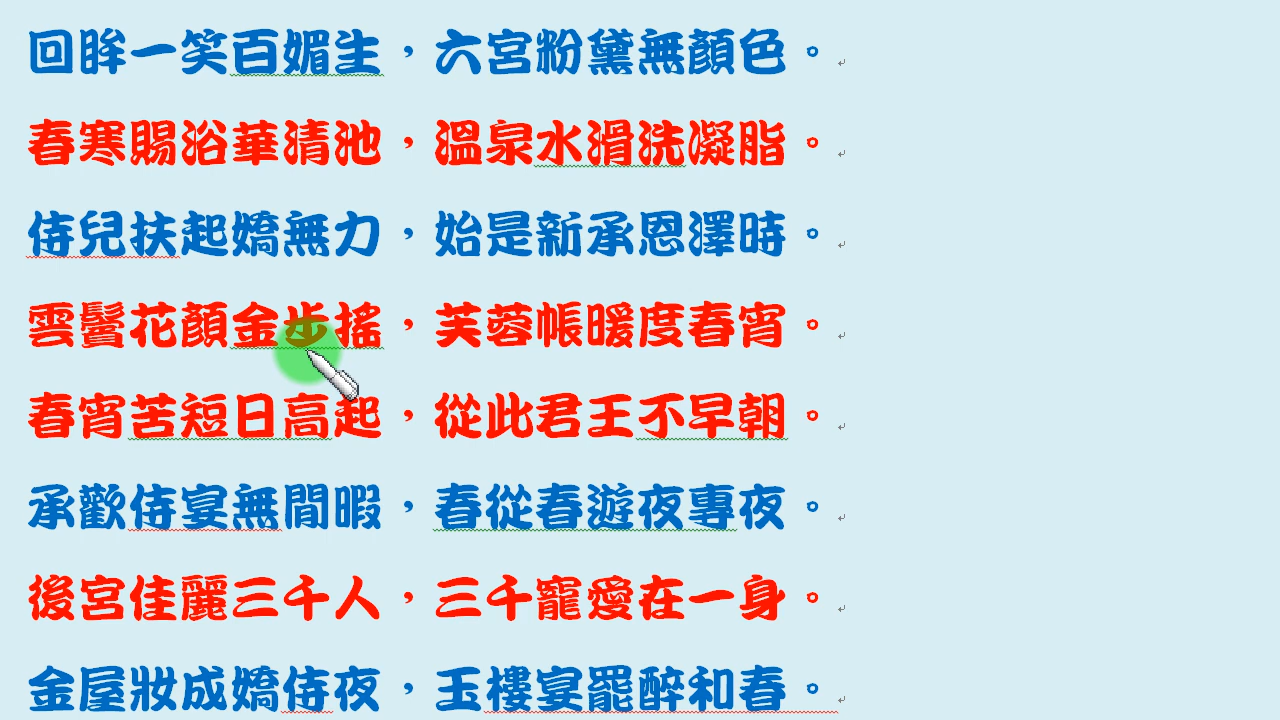 回眸一笑百媚生，六宮粉黛無顏色。
春寒賜浴華清池，溫泉水滑洗凝脂。
侍兒扶起嬌無力，始是新承恩澤時。
雲鬢花顏金步搖，芙蓉帳暖度春宵。
春宵苦短日高起，從此君王不早朝。
承歡侍宴無閒暇，春從春遊夜專夜。
後宮佳麗三千人，三千寵愛在一身。
金屋妝成嬌侍夜，玉樓宴罷醉和春。